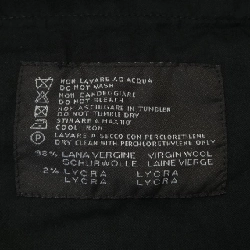 NON LAVARE AD ACQUA
DO NOT WASH
NON CANDEGGIARE
DO NOT BLEACH
NON ASCIUGARE IN TUMBLER
DO NOT TUMBLE DRY
STIRARE A
COOL IRON
LAVARE A SECCO CON PERCLORETILENE
DRY CLEAN WITH PERCHLORETHYLENE ONLY
98% LANA VERGINE VIRGIN WOOL
SCHURWOLLE LAINE VIERGE
2% LYCRA LYCRA
LYCRA LYCRA